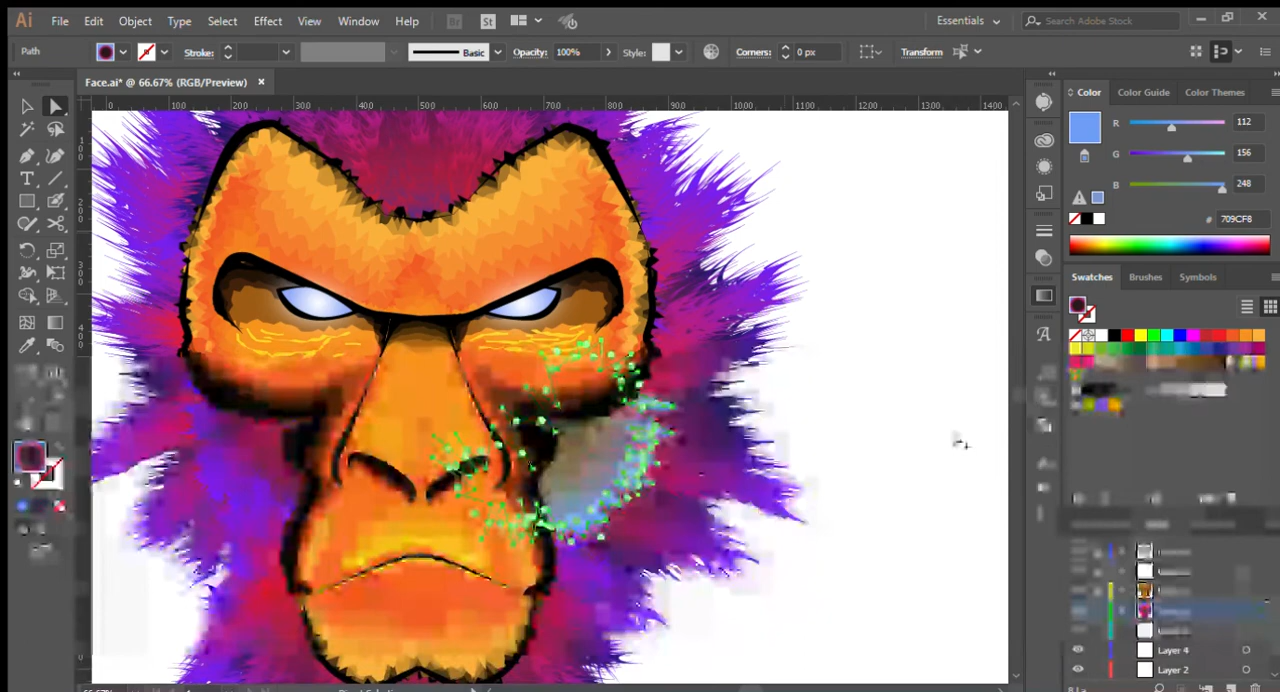 Ai File Edit Object Type Select Effect View Window Help Br St Essentials Search Adobe Stock
Path Stroke: Basic Opacity: 100% Style: Corners: 0 px Transform
Face.ai* @ 66.67% (RGB/Preview) ×
0 100 200 300 400 500 600 700 800 900 1000 1100 1200 1300 1400
Color Color Guide Color Themes
R 112
G 156
B 248
# 709CF8
Swatches Brushes Symbols
Layer 4
Layer 2